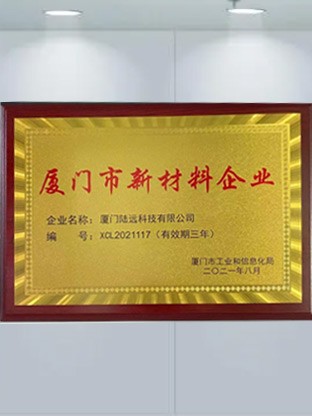 厦门市新材料企业
企业名称：厦门陆远科技有限公司
编　　号：XCL2021117（有效期三年）
厦门市工业和信息化局
二〇二一年八月